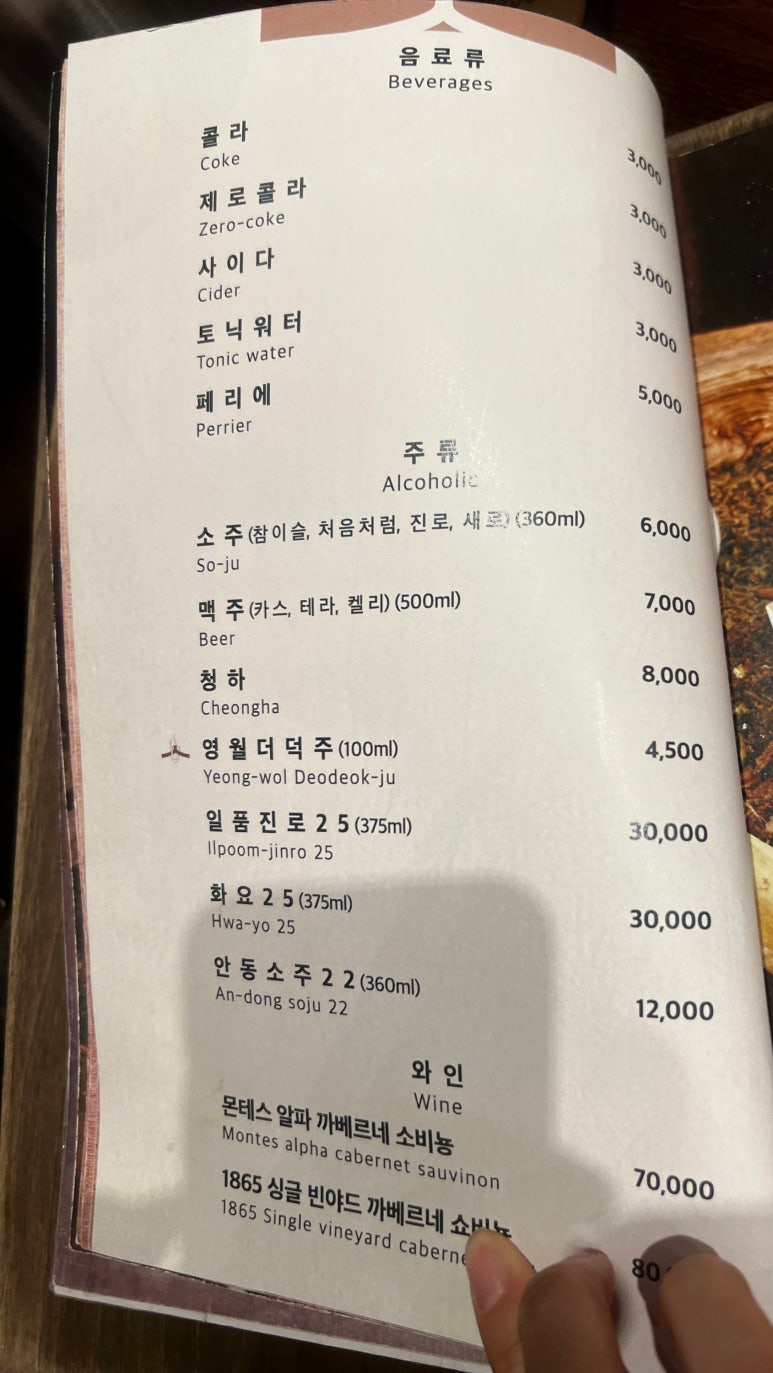 음료류
Beverages
콜라
Coke
3,000
제로콜라
Zero-coke
3,000
사이다
Cider
3,000
토닉워터
Tonic water
3,000
페리에
Perrier
5,000
주류
Alcoholic
소주(참이슬, 처음처럼, 진로, 새로) (360ml)
6,000
So-ju
맥주(카스, 테라, 켈리) (500ml)
7,000
Beer
청하
8,000
Cheongha
영월더덕주(100ml)
4,500
Yeong-wol Deodeok-ju
일품진로25(375ml)
30,000
Ilpoom-jinro 25
화요25(375ml)
30,000
Hwa-yo 25
안동소주22(360ml)
12,000
An-dong soju 22
와인
Wine
몬테스 알파 까베르네 소비뇽
Montes alpha cabernet sauvinon
70,000
1865 싱글 빈야드 까베르네 쇼비뇽
1865 Single vineyard
80